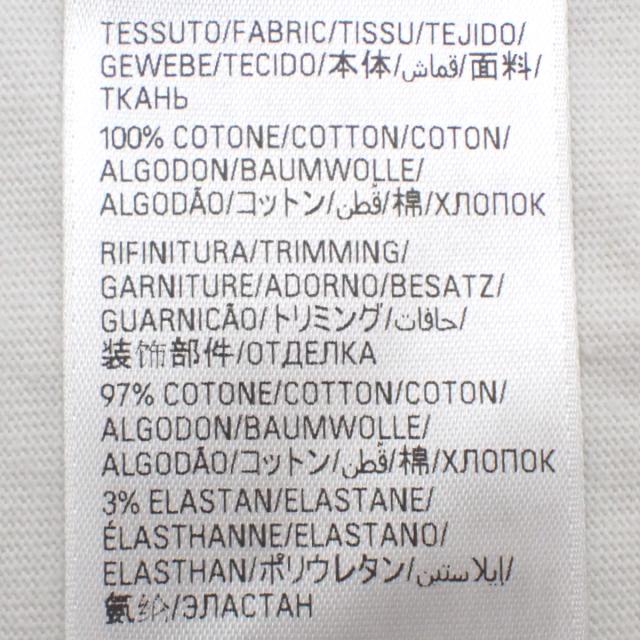 TESSUTO/FABRIC/TISSU/TEJIDO/
GEWEBE/TECIDO/本体/قماش/面料/
ТКАНЬ
100% COTONE/COTTON/COTON/
ALGODON/BAUMWOLLE/
ALGODÃO/コットン/قطن/棉/ХЛОПОК
RIFINITURA/TRIMMING/
GARNITURE/ADORNO/BESATZ/
GUARNICÃO/トリミング/حافات/
装饰部件/ОТДЕЛКА
97% COTONE/COTTON/COTON/
ALGODON/BAUMWOLLE/
ALGODÃO/コットン/قطن/棉/ХЛОПОК
3% ELASTAN/ELASTANE/
ÉLASTHANNE/ELASTANO/
ELASTHAN/ポリウレタン/إيلاستين/
氨纶/ЭЛАСТАН